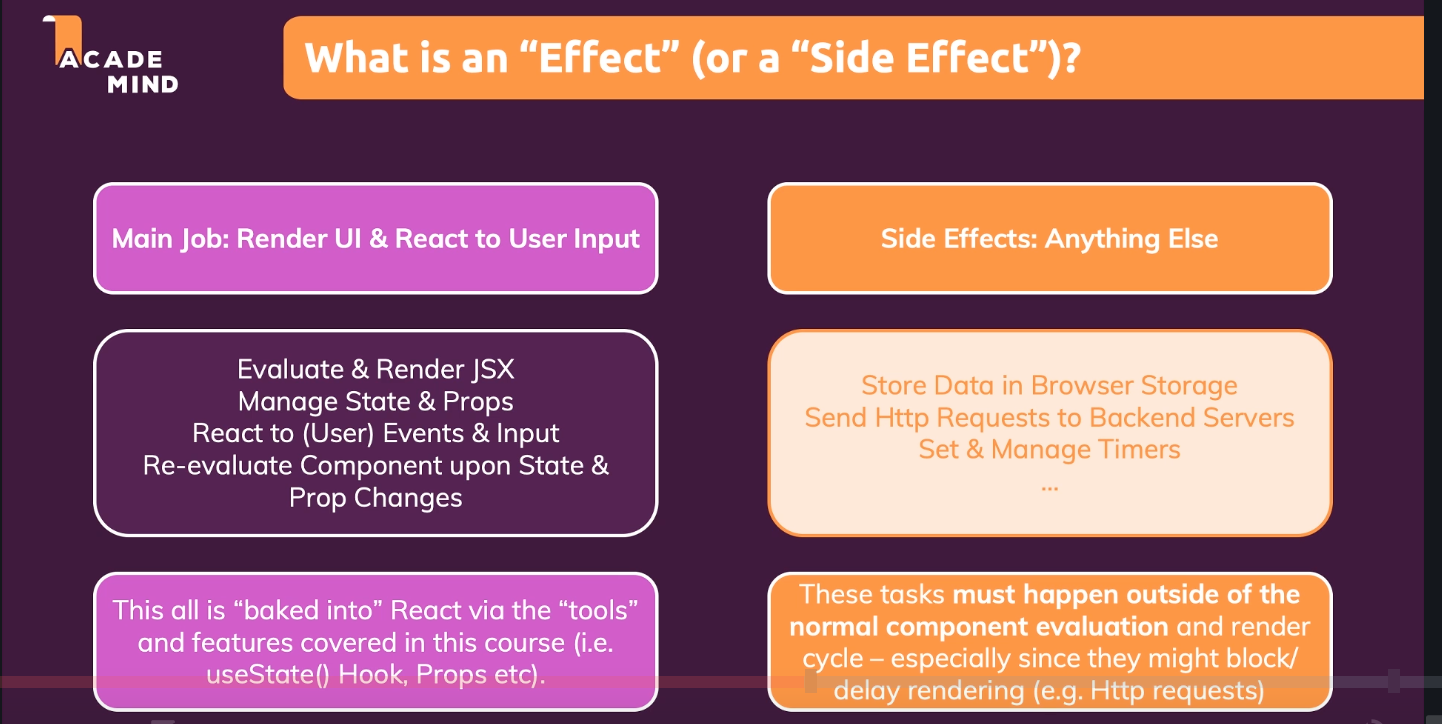 ACADE
MIND
What is an “Effect” (or a “Side Effect”)?
Main Job: Render UI & React to User Input
Evaluate & Render JSX
Manage State & Props
React to (User) Events & Input
Re-evaluate Component upon State &
Prop Changes
This all is “baked into” React via the “tools”
and features covered in this course (i.e.
useState() Hook, Props etc).
Side Effects: Anything Else
Store Data in Browser Storage
Send Http Requests to Backend Servers
Set & Manage Timers
...
These tasks must happen outside of the
normal component evaluation and render
cycle – especially since they might block/
delay rendering (e.g. Http requests)